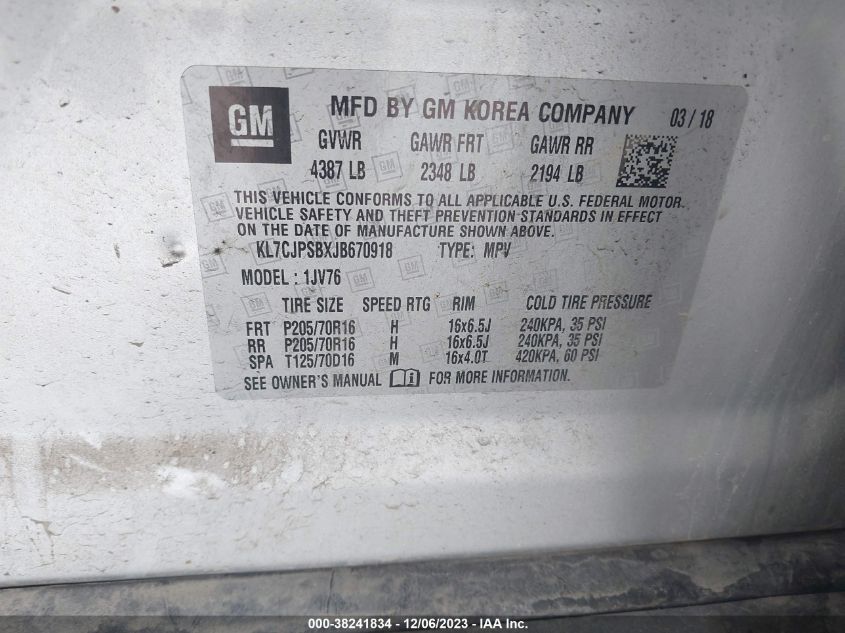 GM
MFD BY GM KOREA COMPANY 03 / 18
GVWR GAWR FRT GAWR RR
4387 LB 2348 LB 2194 LB
THIS VEHICLE CONFORMS TO ALL APPLICABLE U.S. FEDERAL MOTOR
VEHICLE SAFETY AND THEFT PREVENTION STANDARDS IN EFFECT
ON THE DATE OF MANUFACTURE SHOWN ABOVE.
KL7CJPSBXJB670918 TYPE: MPV
MODEL : 1JV76
TIRE SIZE SPEED RTG RIM COLD TIRE PRESSURE
FRT P205/70R16 H 16x6.5J 240KPA, 35 PSI
RR P205/70R16 H 16x6.5J 240KPA, 35 PSI
SPA T125/70D16 M 16x4.0T 420KPA, 60 PSI
SEE OWNER'S MANUAL i FOR MORE INFORMATION.
000-38241834 - 12/06/2023 - IAA Inc.